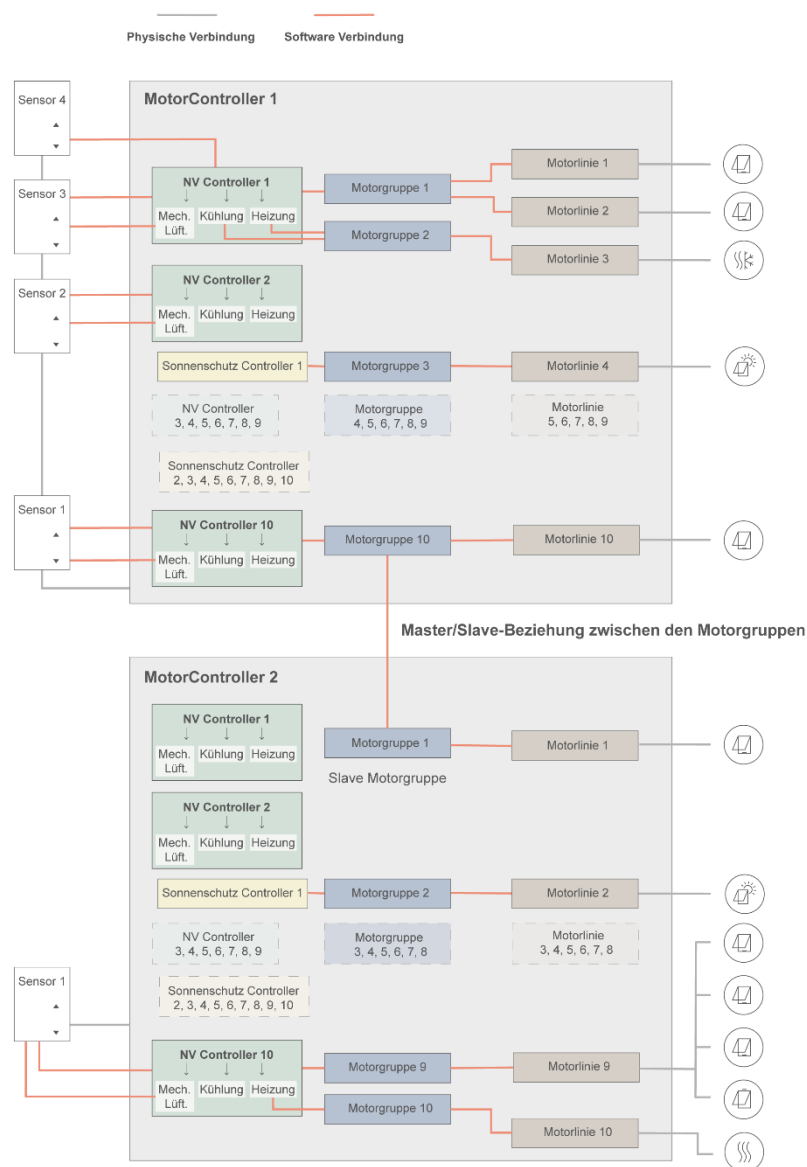 Physische Verbindung
Software Verbindung
MotorController 1
Sensor 4
Sensor 3
Sensor 2
Sensor 1
NV Controller 1
Mech. Lüft.
Kühlung
Heizung
Motorgruppe 1
Motorgruppe 2
Motorlinie 1
Motorlinie 2
Motorlinie 3
NV Controller 2
Mech. Lüft.
Kühlung
Heizung
Sonnenschutz Controller 1
Motorgruppe 3
Motorlinie 4
NV Controller
3, 4, 5, 6, 7, 8, 9
Motorgruppe
4, 5, 6, 7, 8, 9
Motorlinie
5, 6, 7, 8, 9
Sonnenschutz Controller
2, 3, 4, 5, 6, 7, 8, 9, 10
NV Controller 10
Mech. Lüft.
Kühlung
Heizung
Motorgruppe 10
Motorlinie 10
Master/Slave-Beziehung zwischen den Motorgruppen
MotorController 2
NV Controller 1
Mech. Lüft.
Kühlung
Heizung
Motorgruppe 1
Slave Motorgruppe
Motorlinie 1
NV Controller 2
Mech. Lüft.
Kühlung
Heizung
Sonnenschutz Controller 1
Motorgruppe 2
Motorlinie 2
NV Controller
3, 4, 5, 6, 7, 8, 9
Motorgruppe
3, 4, 5, 6, 7, 8
Motorlinie
3, 4, 5, 6, 7, 8
Sonnenschutz Controller
2, 3, 4, 5, 6, 7, 8, 9, 10
Sensor 1
NV Controller 10
Mech. Lüft.
Kühlung
Heizung
Motorgruppe 9
Motorgruppe 10
Motorlinie 9
Motorlinie 10